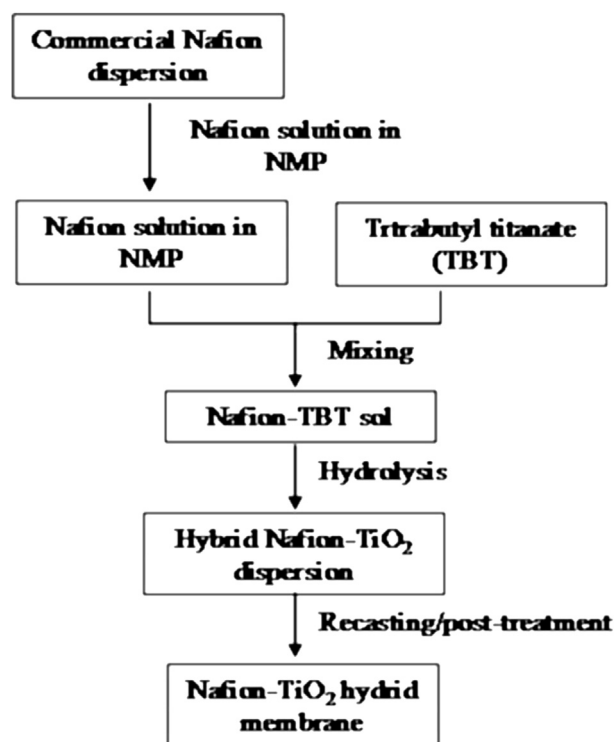 Commercial Nafion
dispersion
Nafion solution in
NMP
Nafion solution in
NMP
Trtrabutyl titanate
(TBT)
Mixing
Nafion-TBT sol
Hydrolysis
Hybrid Nafion-TiO₂
dispersion
Recasting/post-treatment
Nafion-TiO₂ hydrid
membrane